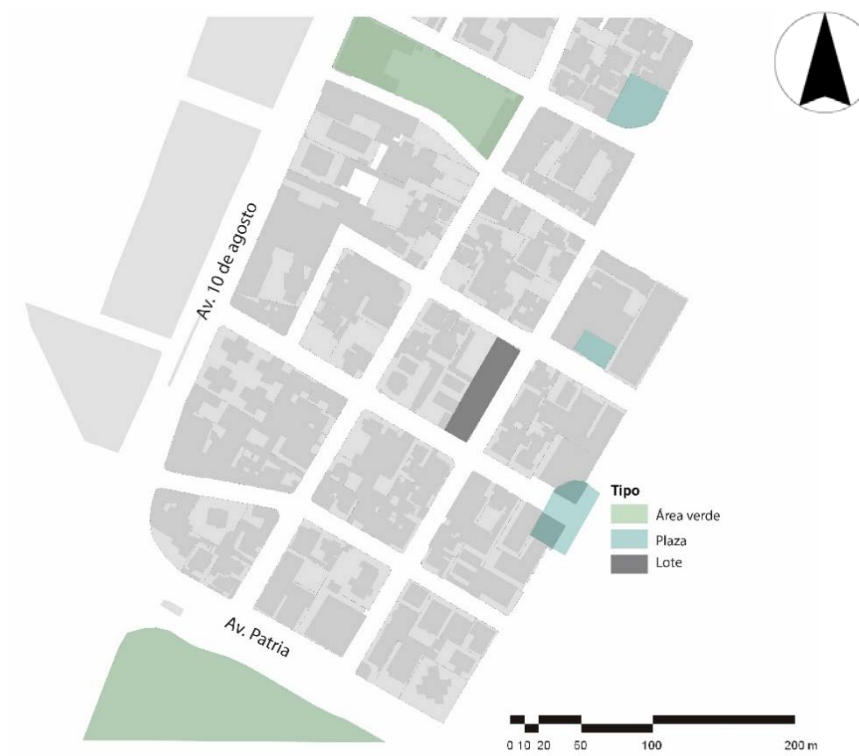 Av. 10 de agosto
Tipo
Área verde
Plaza
Lote
Av. Patria
0 10 20 50 100 200 m